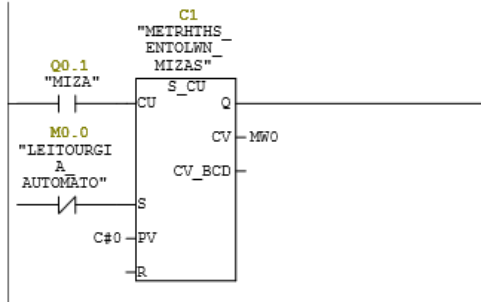 C1
"METRHTHS_
ENTOLWN_
MIZAS"
Q0.1
"MIZA"
S_CU
CU Q
M0.0
"LEITOURGI
A_
AUTOMATO"
CV MW0
CV_BCD
S
C#0 PV
R